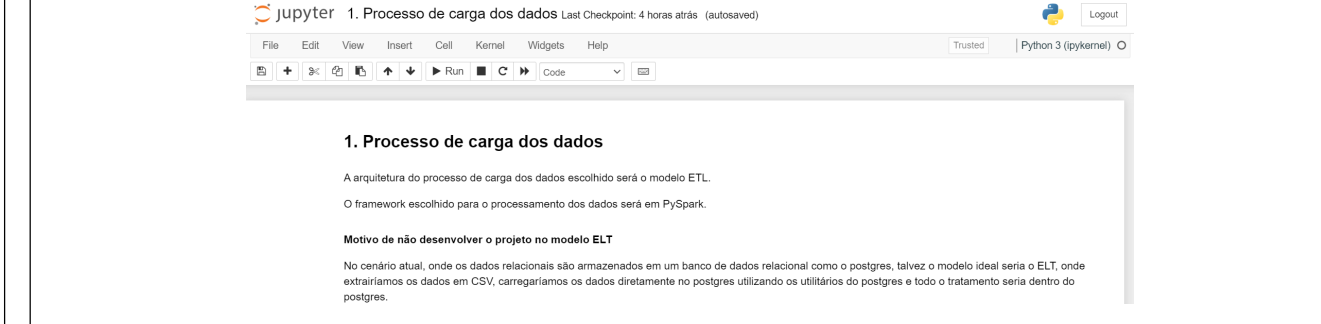 jupyter 1. Processo de carga dos dados Last Checkpoint: 4 horas atrás (autosaved)
Logout
File Edit View Insert Cell Kernel Widgets Help
Trusted Python 3 (ipykernel)
Run Code
1. Processo de carga dos dados
A arquitetura do processo de carga dos dados escolhido será o modelo ETL.
O framework escolhido para o processamento dos dados será em PySpark.
Motivo de não desenvolver o projeto no modelo ELT
No cenário atual, onde os dados relacionais são armazenados em um banco de dados relacional como o postgres, talvez o modelo ideal seria o ELT, onde
extrairíamos os dados em CSV, carregaríamos os dados diretamente no postgres utilizando os utilitários do postgres e todo o tratamento seria dentro do
postgres.